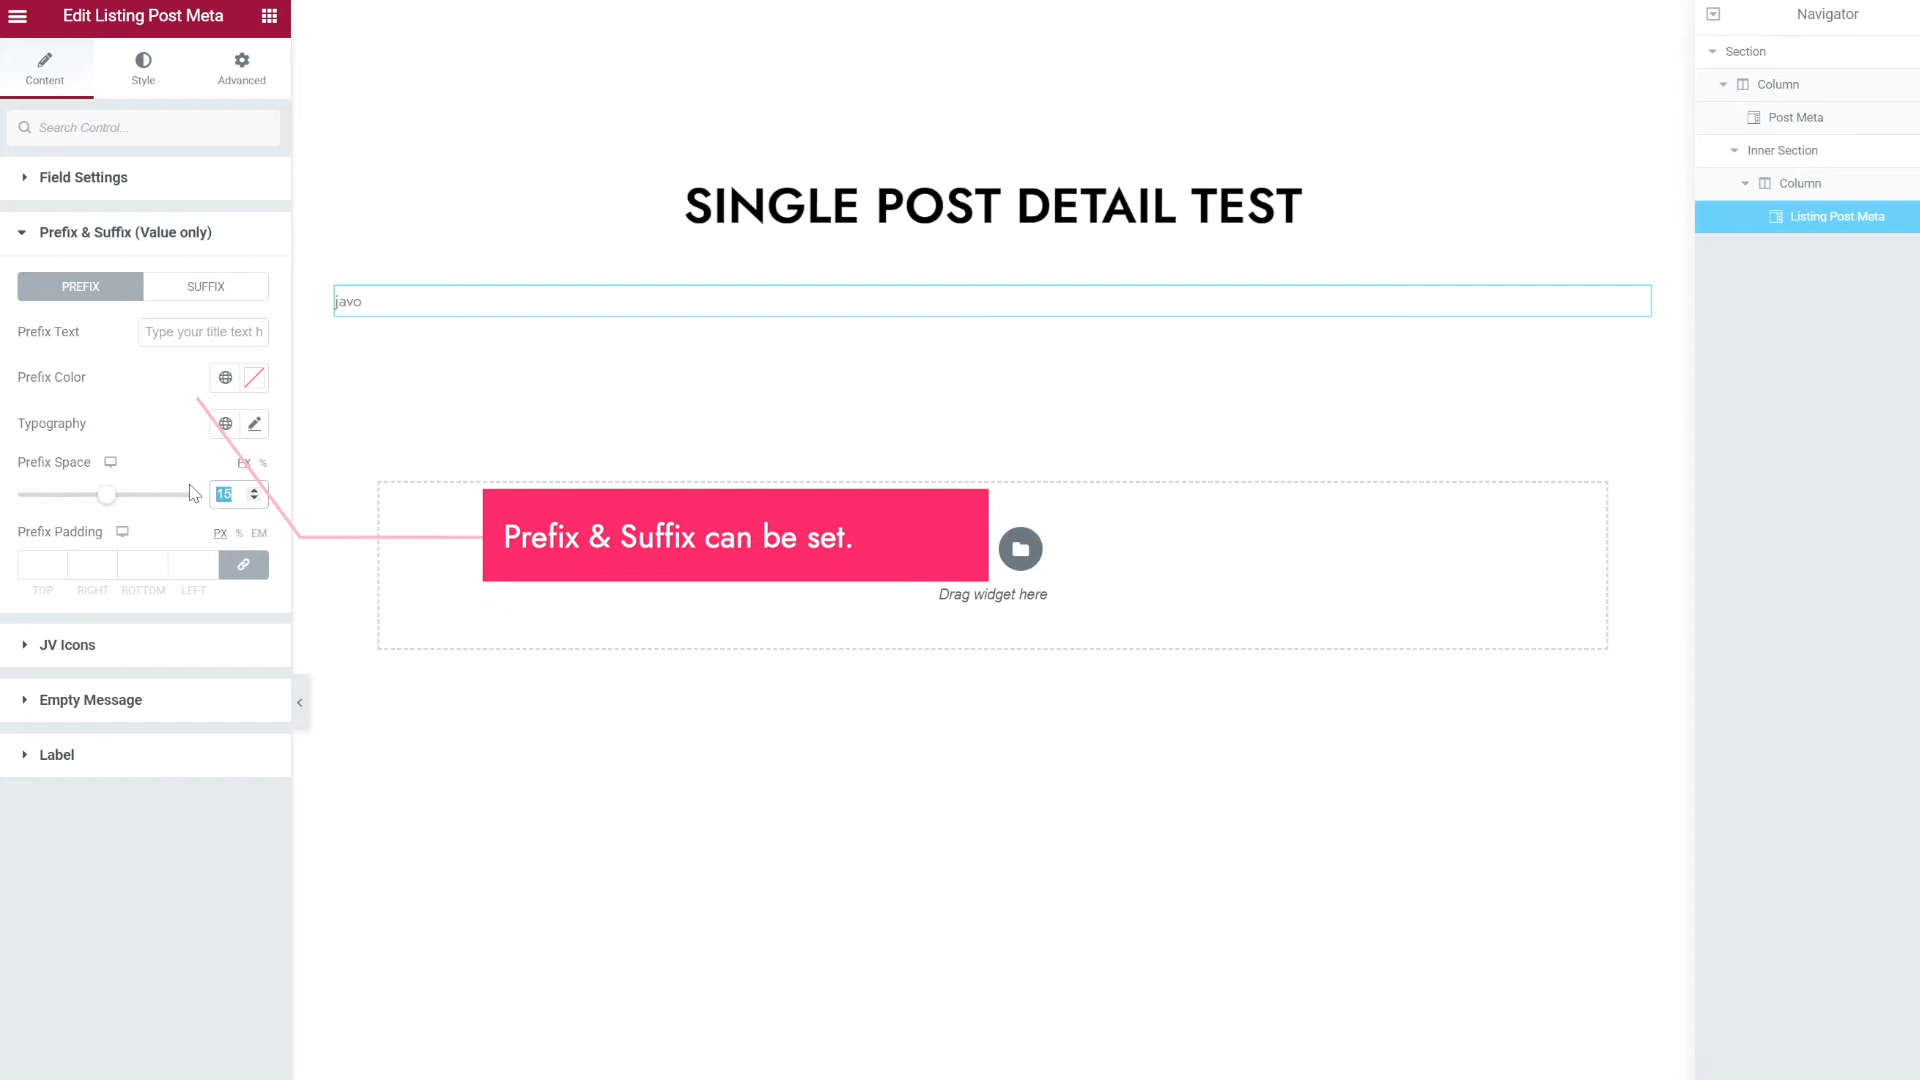 Edit Listing Post Meta
Content
Style
Advanced
Search Control...
Field Settings
Prefix & Suffix (Value only)
PREFIX
SUFFIX
Prefix Text
Type your title text h
Prefix Color
Typography
Prefix Space
PX %
15
Prefix Padding
PX % EM
TOP RIGHT BOTTOM LEFT
JV Icons
Empty Message
Label
SINGLE POST DETAIL TEST
javo
Prefix & Suffix can be set.
Drag widget here
Navigator
Section
Column
Post Meta
Inner Section
Column
Listing Post Meta